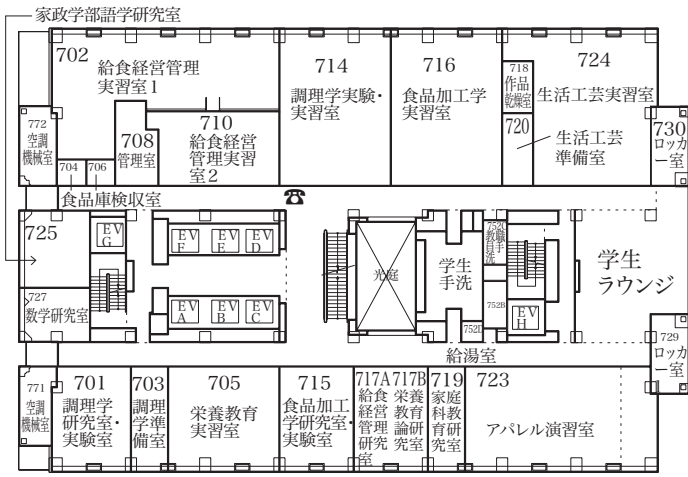 家政学部語学研究室
702
給食経営管理
実習室1
714
調理学実験・
実習室
716
食品加工学
実習室
718
作品
乾燥室
724
生活工芸実習室
720
生活工芸
準備室
730
ロッカ
ー室
772
空調
機械室
708
管理室
710
給食経営
管理実習
室2
704
706
食品庫検収室
☎
725
727
数学研究室
EV
G
EV
F
EV
E
EV
D
EV
A
EV
B
EV
C
光庭
学生
手洗
752C
教職員手洗
752B
752D
EV
H
学生
ラウンジ
給湯室
729
ロッカ
ー室
771
空調
機械室
701
調理学
研究室・
実験室
703
調理
学準
備室
705
栄養教育
実習室
715
食品加工
学研究室・
実験室
717A
給食
経営
管理
研究
室
717B
栄養
教育
論研
究室
719
家庭
科教
育研
究室
723
アパレル演習室